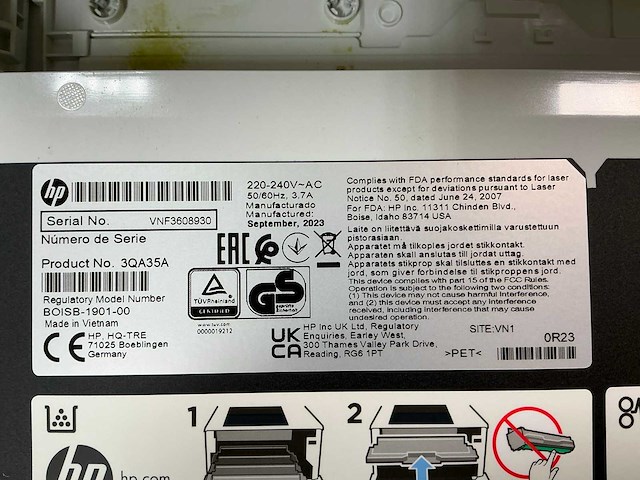 hp
220-240V~AC
50/60Hz, 3.7A
Manufacturado
Manufactured:
September, 2023
Serial No. VNF3608930
Número de Serie
Product No. 3QA35A
Regulatory Model Number
BOISB-1901-00
Made in Vietnam
CE HP, HQ-TRE
71025 Boeblingen
Germany
EAC
TÜVRheinland
CERTIFIED
www.tuv.com
0000019212
GS
geprüfte
Sicherheit
UK
CA
HP Inc UK Ltd, Regulatory
Enquiries, Earley West,
300 Thames Valley Park Drive,
Reading, RG6 1PT
Complies with FDA performance standards for laser
products except for deviations pursuant to Laser
Notice No. 50, dated June 24, 2007
For FDA: HP Inc. 11311 Chinden Blvd.,
Boise, Idaho 83714 USA
Laite on liitettävä suojakoskettimilla varustettuun
pistorasiaan.
Apparatet må tilkoples jordet stikkontakt.
Apparaten skall anslutas till jordat uttag.
Apparatets stikprop skal tilsluttes en stikkontakt med
jord, som giver forbindelse til stikproppens jord.
This device complies with part 15 of the FCC Rules.
Operation is subject to the following two conditions:
(1) This device may not cause harmful Interference,
and (2) this device must accept any interference
received, including Interference that may cause
undesired operation.
SITE:VN1
>PET<
0R23
1
2
hp
hp.com